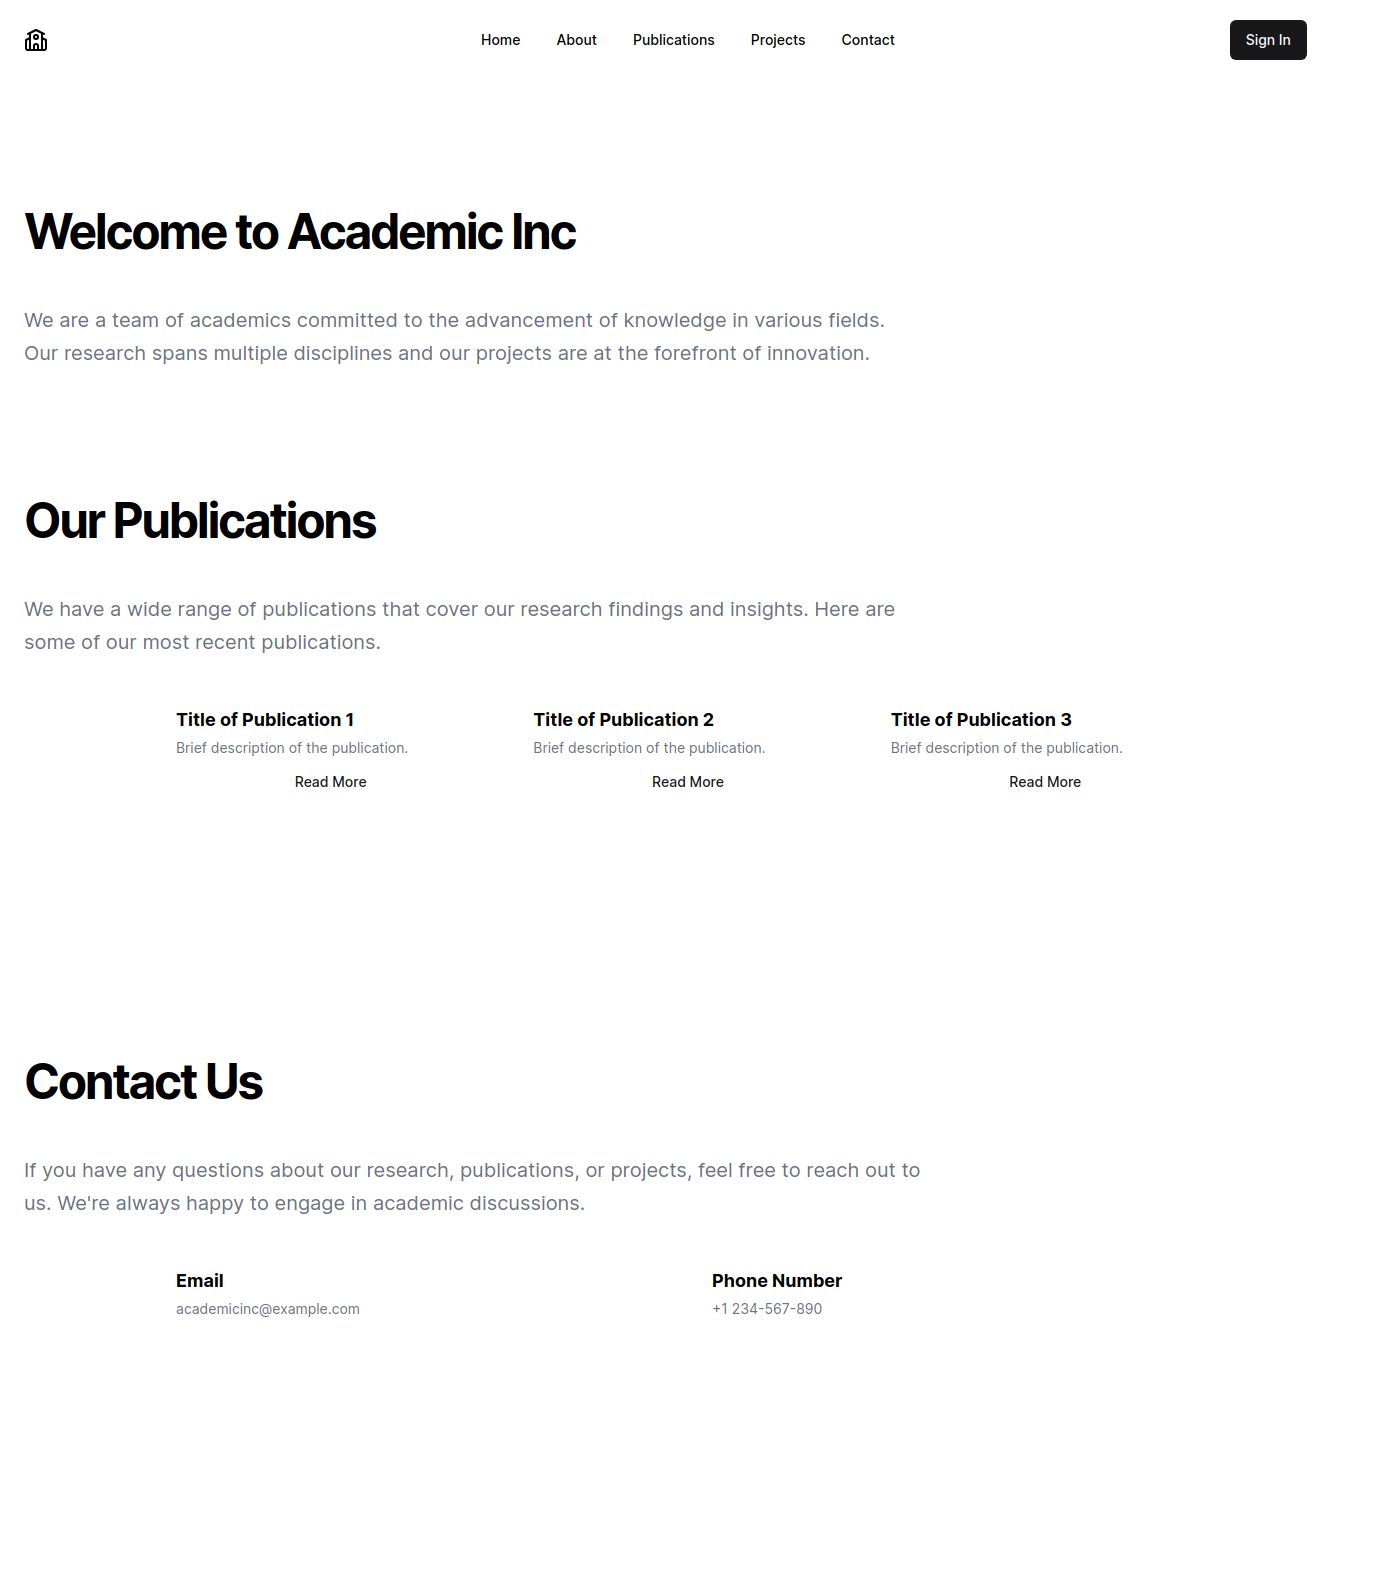 Home About Publications Projects Contact Sign In
Welcome to Academic Inc
We are a team of academics committed to the advancement of knowledge in various fields.
Our research spans multiple disciplines and our projects are at the forefront of innovation.
Our Publications
We have a wide range of publications that cover our research findings and insights. Here are
some of our most recent publications.
Title of Publication 1
Brief description of the publication.
Read More
Title of Publication 2
Brief description of the publication.
Read More
Title of Publication 3
Brief description of the publication.
Read More
Contact Us
If you have any questions about our research, publications, or projects, feel free to reach out to
us. We're always happy to engage in academic discussions.
Email
academicinc@example.com
Phone Number
+1 234-567-890